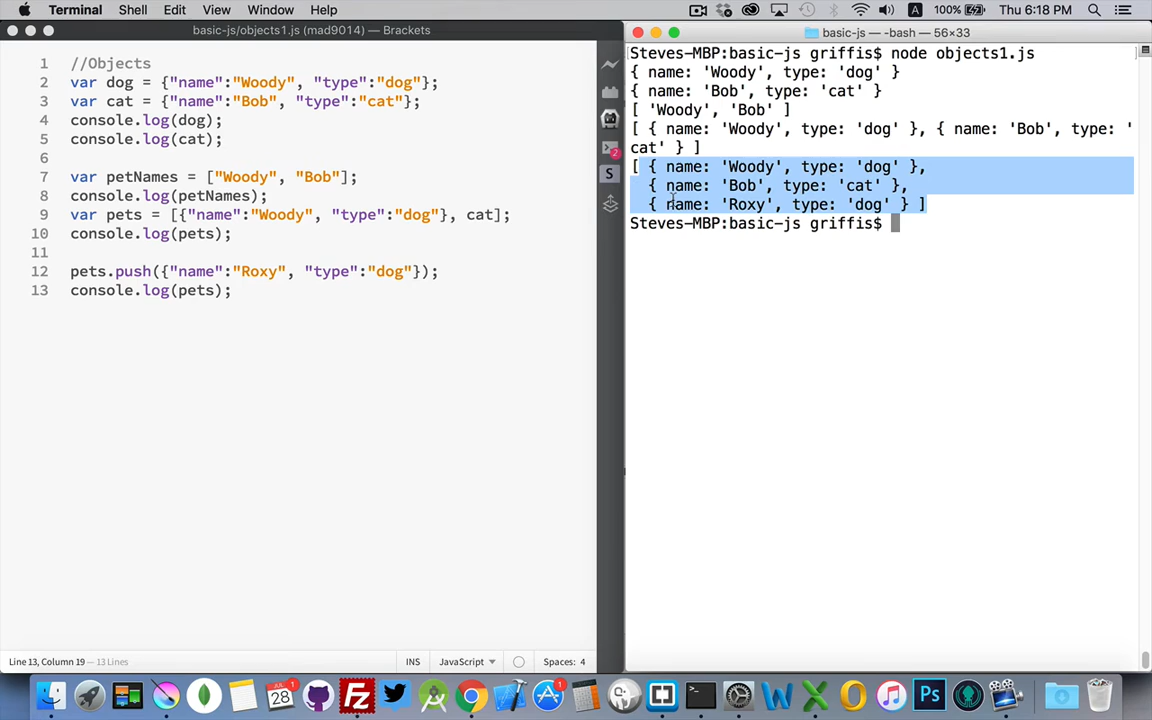 Terminal Shell Edit View Window Help 100% Thu 6:18 PM
basic-js/objects1.js (mad9014) — Brackets
1 //Objects
2 var dog = {"name":"Woody", "type":"dog"};
3 var cat = {"name":"Bob", "type":"cat"};
4 console.log(dog);
5 console.log(cat);
6
7 var petNames = ["Woody", "Bob"];
8 console.log(petNames);
9 var pets = [{"name":"Woody", "type":"dog"}, cat];
10 console.log(pets);
11
12 pets.push({"name":"Roxy", "type":"dog"});
13 console.log(pets);
Line 13, Column 19 — 13 Lines
INS JavaScript Spaces: 4
2
S
basic-js — -bash — 56×33
Steves-MBP:basic-js griffis$ node objects1.js
{ name: 'Woody', type: 'dog' }
{ name: 'Bob', type: 'cat' }
[ 'Woody', 'Bob' ]
[ { name: 'Woody', type: 'dog' }, { name: 'Bob', type: '
cat' } ]
[ { name: 'Woody', type: 'dog' },
{ name: 'Bob', type: 'cat' },
{ name: 'Roxy', type: 'dog' } ]
Steves-MBP:basic-js griffis$
JUL
28
1
Fz
1
W
X
O
Ps